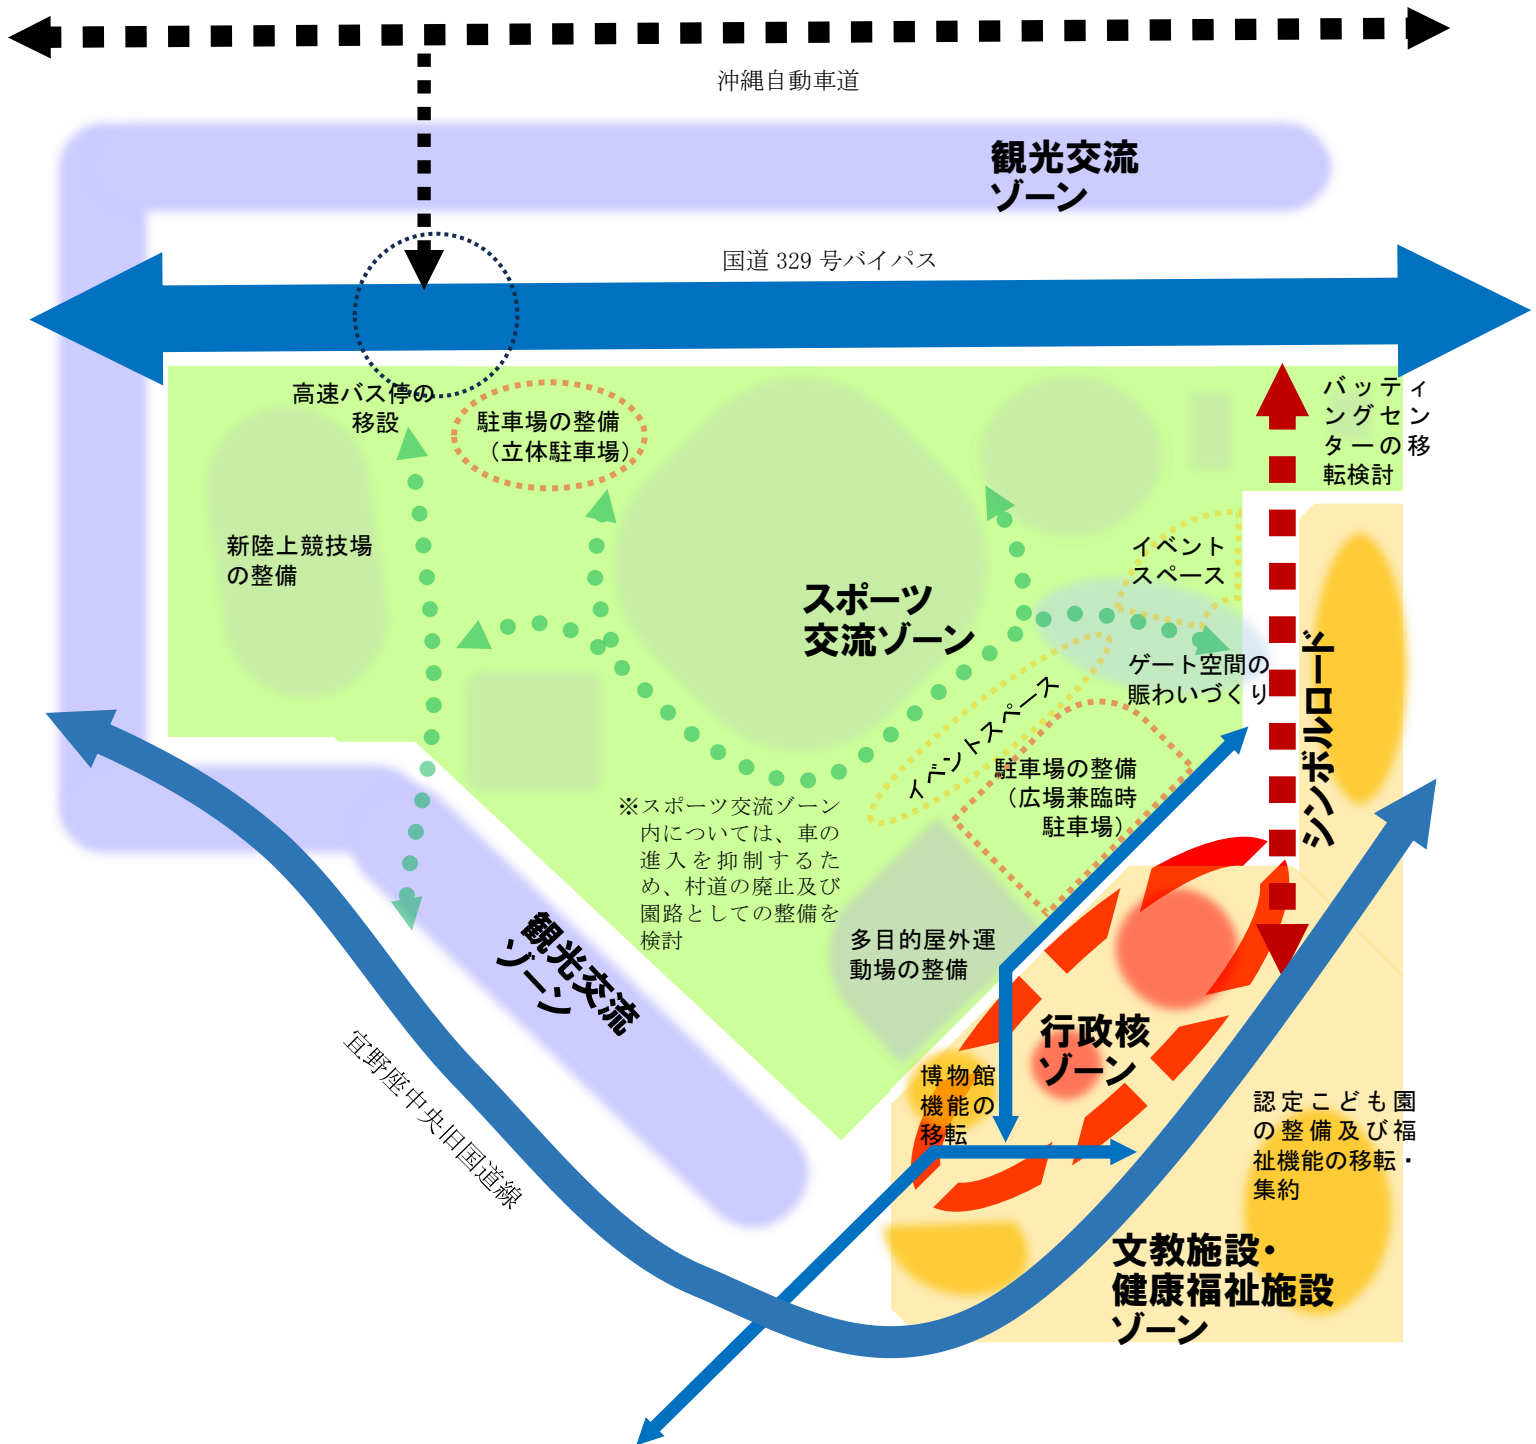 沖縄自動車道
観光交流
ゾーン
国道 329 号バイパス
高速バス停の
移設
駐車場の整備
（立体駐車場）
バッティ
ングセン
ターの移
転検討
新陸上競技場
の整備
イベント
スペース
スポーツ
交流ゾーン
ゲート空間の
賑わいづくり
シンボルロード
イベントスペース
駐車場の整備
（広場兼臨時
駐車場）
※スポーツ交流ゾーン
内については、車の
進入を抑制するた
め、村道の廃止及び
園路としての整備を
検討
多目的屋外運
動場の整備
観光交流
ゾーン
行政核
ゾーン
博物館
機能の
移転
宜野座中央旧国道線
認定こども園
の整備及び福
祉機能の移転・
集約
文教施設・
健康福祉施設
ゾーン